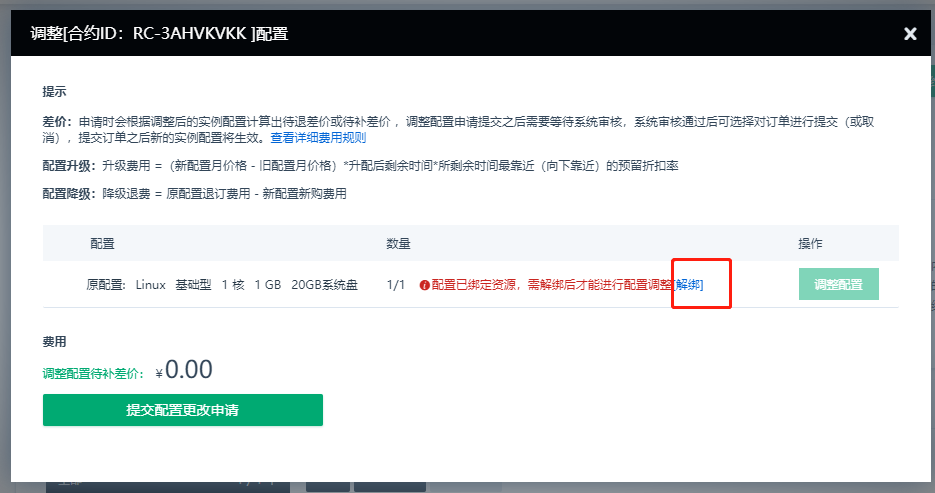 调整[合约ID：RC-3AHVKVKK ]配置
提示
差价：申请时会根据调整后的实例配置计算出待退差价或待补差价 ，调整配置申请提交之后需要等待系统审核，系统审核通过后可选择对订单进行提交（或取
消），提交订单之后新的实例配置将生效。查看详细费用规则
配置升级：升级费用 =（新配置月价格 - 旧配置月价格）*升配后剩余时间*所剩余时间最靠近（向下靠近）的预留折扣率
配置降级：降级退费 = 原配置退订费用 - 新配置新购费用
配置 数量 操作
原配置: Linux 基础型 1 核 1 GB 20GB系统盘 1/1 配置已绑定资源，需解绑后才能进行配置调整[解绑] 调整配置
费用
调整配置待补差价： ¥0.00
提交配置更改申请